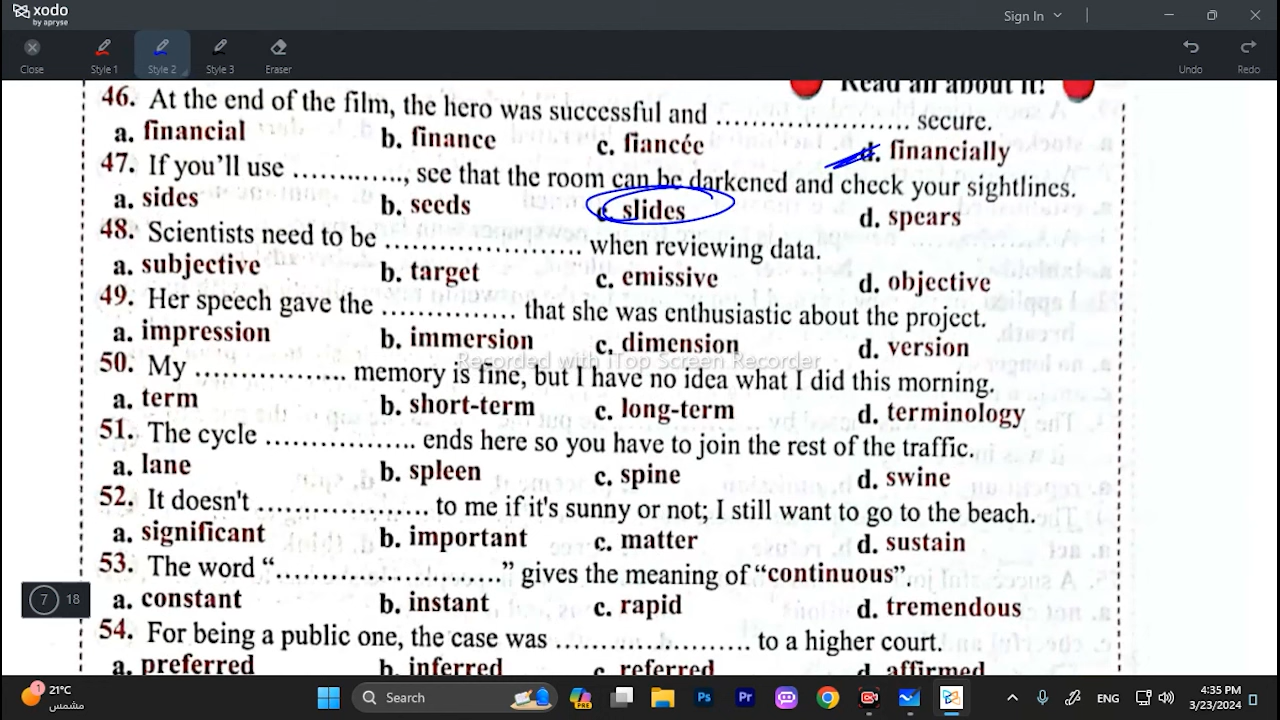 xodo
by apryse
Sign In
Close
Style 1
Style 2
Style 3
Eraser
Undo
Redo
Read all about it!
46. At the end of the film, the hero was successful and ........................ secure.
a. financial b. finance c. fiancée d. financially
47. If you'll use .............., see that the room can be darkened and check your sightlines.
a. sides b. seeds c. slides d. spears
48. Scientists need to be ........................ when reviewing data.
a. subjective b. target c. emissive d. objective
49. Her speech gave the ................ that she was enthusiastic about the project.
a. impression b. immersion c. dimension d. version
Recorded with iTop Screen Recorder
50. My .................. memory is fine, but I have no idea what I did this morning.
a. term b. short-term c. long-term d. terminology
51. The cycle .................. ends here so you have to join the rest of the traffic.
a. lane b. spleen c. spine d. swine
52. It doesn't .................... to me if it's sunny or not; I still want to go to the beach.
a. significant b. important c. matter d. sustain
53. The word "..........................." gives the meaning of "continuous"
a. constant b. instant c. rapid d. tremendous
54. For being a public one, the case was ....................... to a higher court.
a. preferred b. inferred c. referred d. affirmed
7 18
1
21°C
مشمس
Search
PRE
Ps
Pr
ENG
4:35 PM
3/23/2024